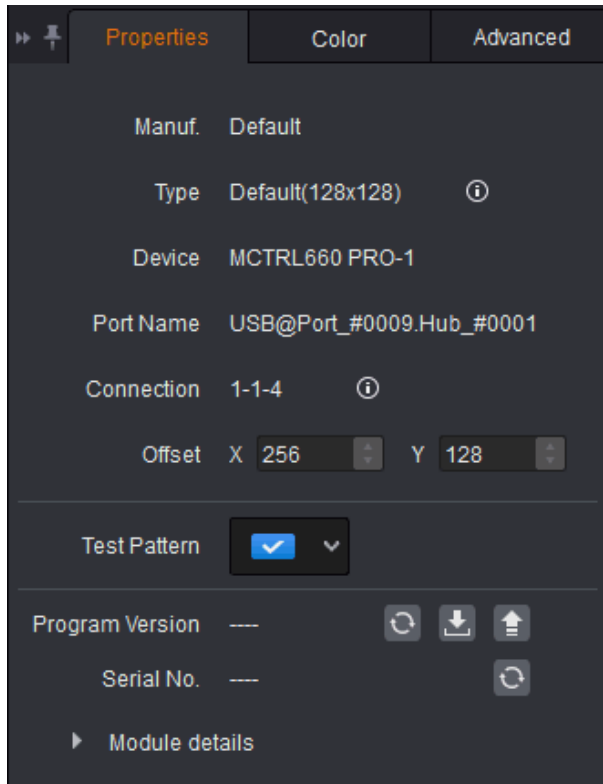 Properties Color Advanced
Manuf. Default
Type Default(128x128)
Device MCTRL660 PRO-1
Port Name USB@Port_#0009.Hub_#0001
Connection 1-1-4
Offset X 256 Y 128
Test Pattern
Program Version ----
Serial No. ----
Module details